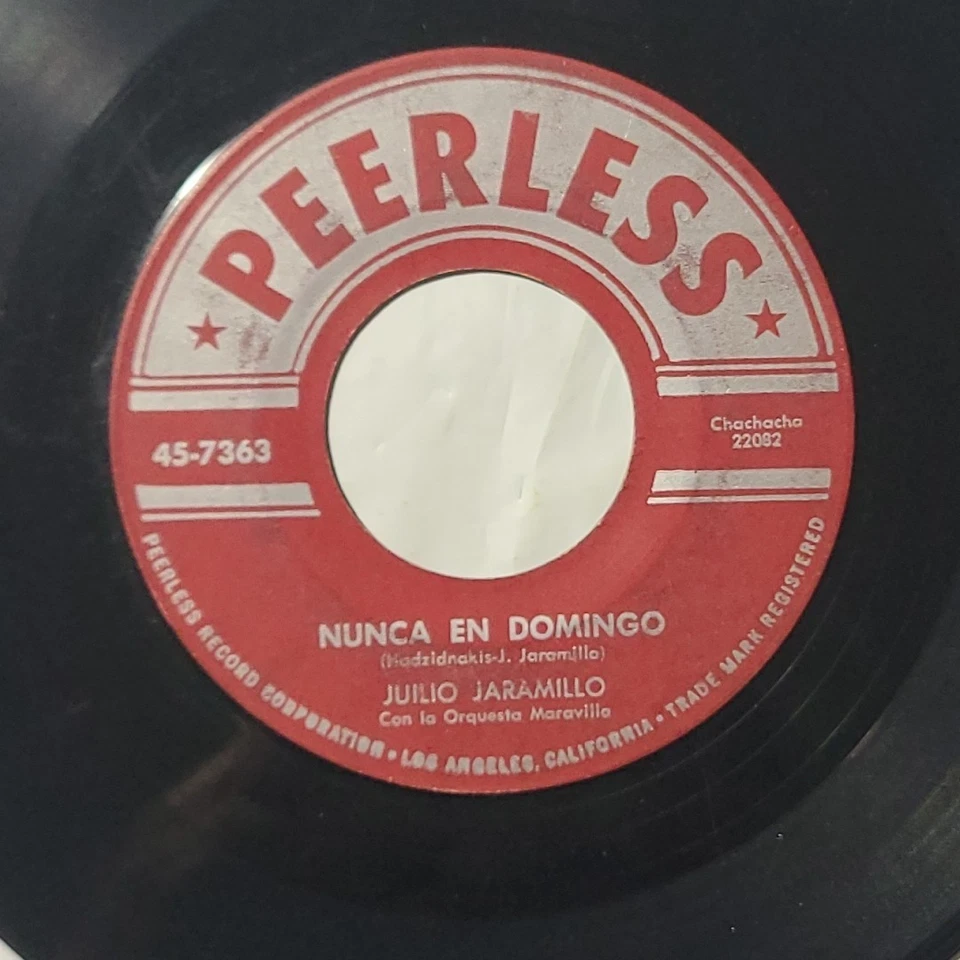 PEERLESS
45-7363
Chachacha
22082
NUNCA EN DOMINGO
(Hadzidnakis-J. Jaramillo)
JUILIO JARAMILLO
Con la Orquesta Maravilla
PEERLESS RECORD CORPORATION • LOS ANGELES, CALIFORNIA • TRADE MARK REGISTERED